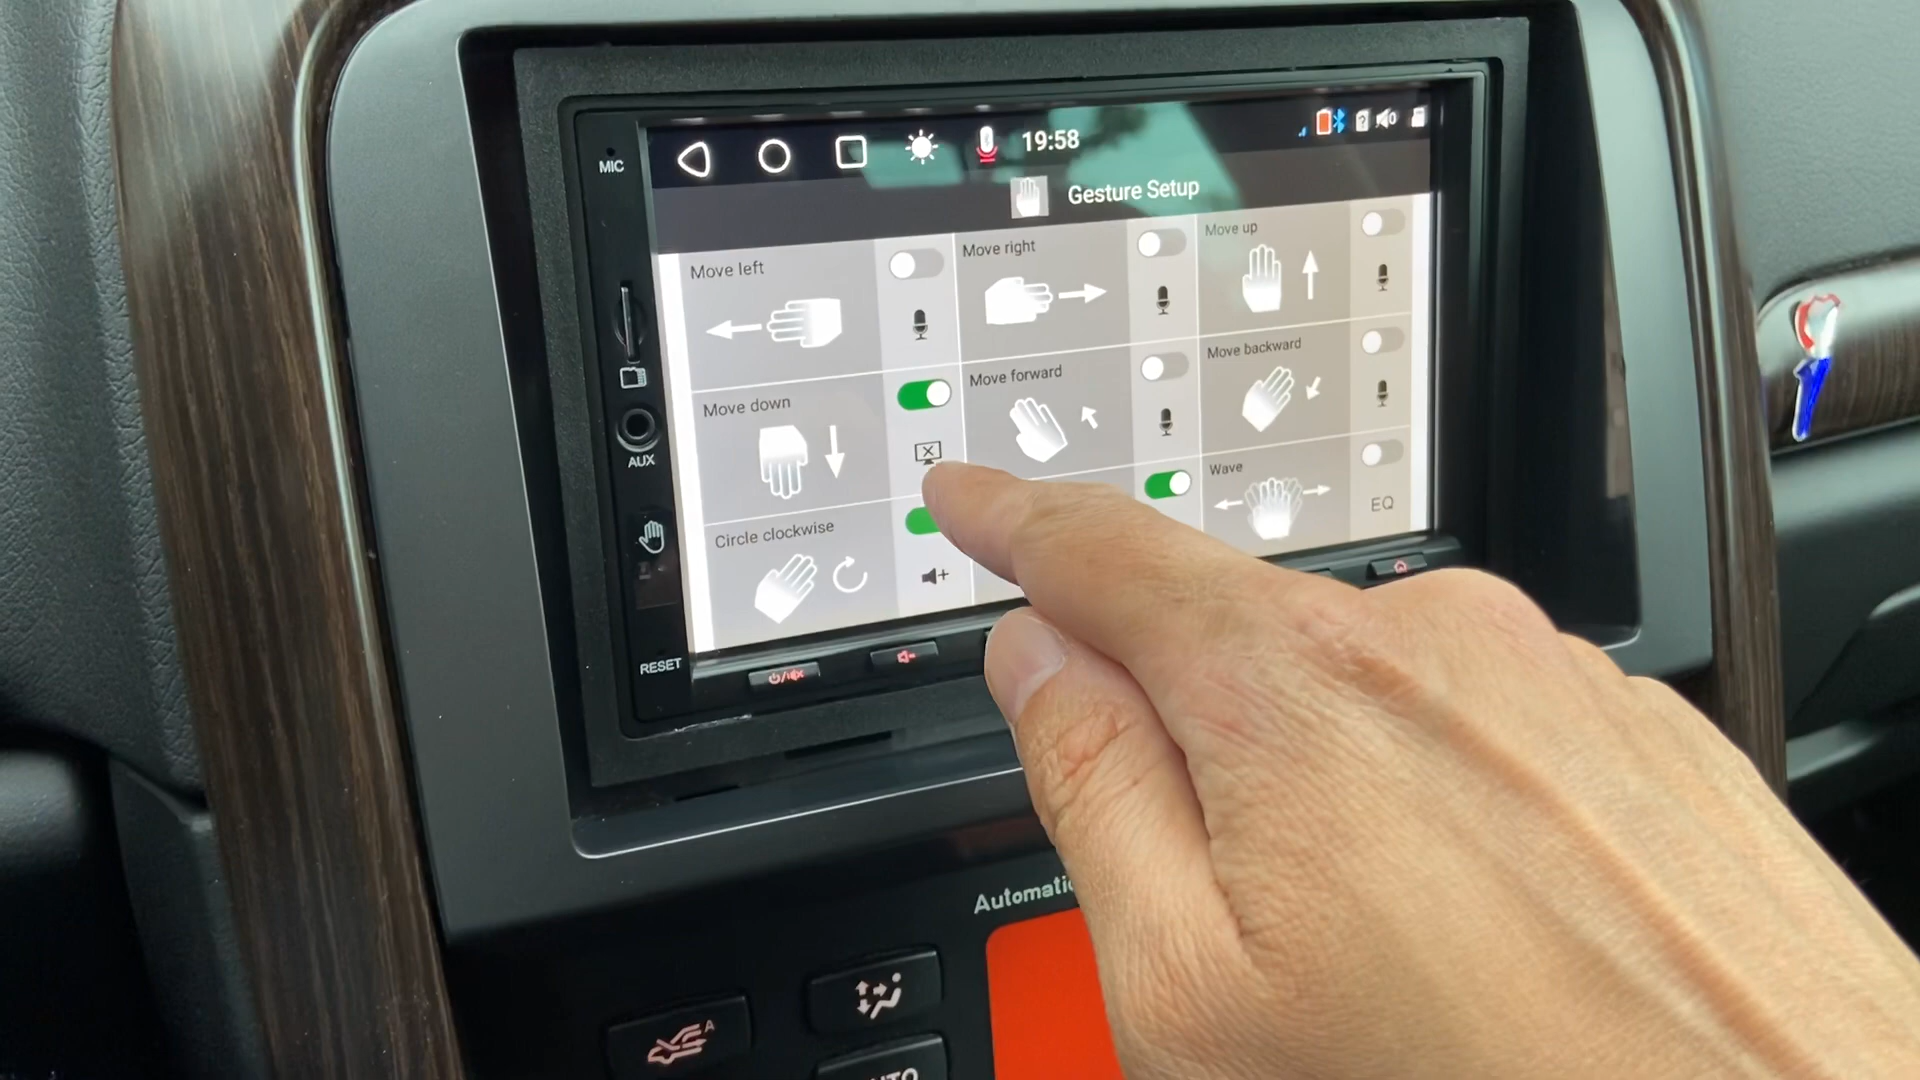 MIC
19:58
Gesture Setup
Move left
Move right
Move up
Move down
Move forward
Move backward
Circle clockwise
Wave
EQ
AUX
RESET
A